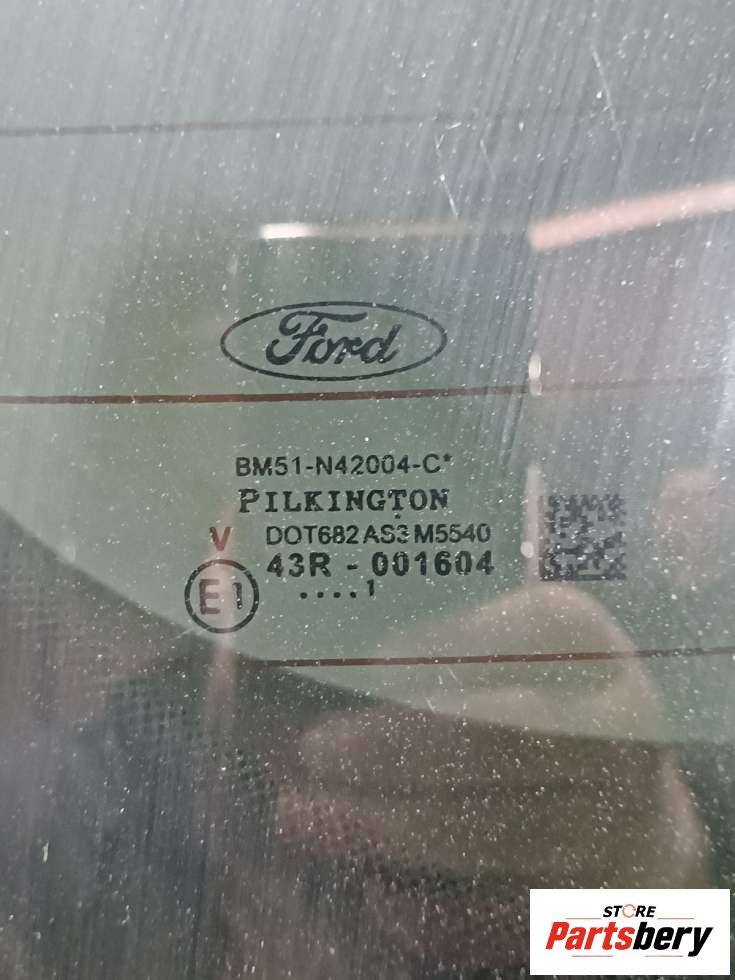 Ford
BM51-N42004-C*
PILKINGTON
V DOT682 AS3 M5540
43R - 001604
E1 ....1
STORE
Partsbery